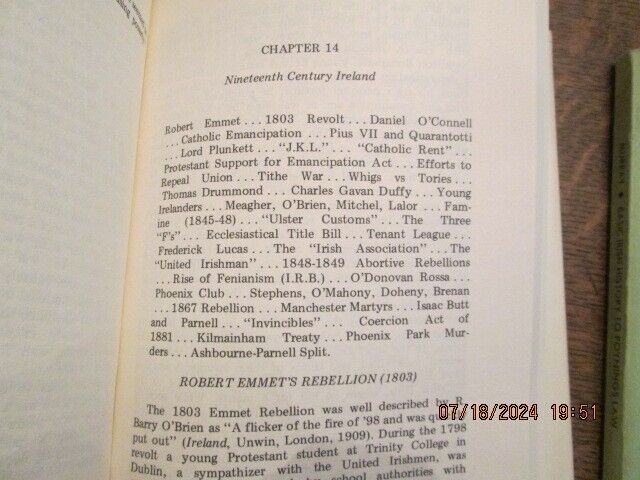 CHAPTER 14
Nineteenth Century Ireland
Robert Emmet . . . 1803 Revolt . . . Daniel O'Connell
. . . Catholic Emancipation . . . Pius VII and Quarantotti
. . . Lord Plunkett . . . "J.K.L." . . . "Catholic Rent" . . .
Protestant Support for Emancipation Act . . . Efforts to
Repeal Union . . . Tithe War . . . Whigs vs Tories . . .
Thomas Drummond . . . Charles Gavan Duffy . . . Young
Irelanders . . . Meagher, O'Brien, Mitchel, Lalor . . . Fam-
ine (1845-48) . . . "Ulster Customs" . . . The Three
"F's" . . . Ecclesiastical Title Bill . . . Tenant League . . .
Frederick Lucas . . . The "Irish Association" . . . The
"United Irishman" . . . 1848-1849 Abortive Rebellions
. . . Rise of Fenianism (I.R.B.) . . . O'Donovan Rossa . . .
Phoenix Club . . . Stephens, O'Mahony, Doheny, Brenan
. . . 1867 Rebellion . . . Manchester Martyrs . . . Isaac Butt
and Parnell . . . "Invincibles" . . . Coercion Act of
1881 . . . Kilmainham Treaty . . . Phoenix Park Mur-
ders . . . Ashbourne-Parnell Split.
ROBERT EMMET'S REBELLION (1803)
The 1803 Emmet Rebellion was well described by R.
Barry O'Brien as "A flicker of the fire of '98 and was
put out" (Ireland, Unwin, London, 1909). During the 1798
revolt a young Protestant student at Trinity College in
Dublin, a sympathizer with the United Irishmen, was
school authorities with
07/18/2024 19:51